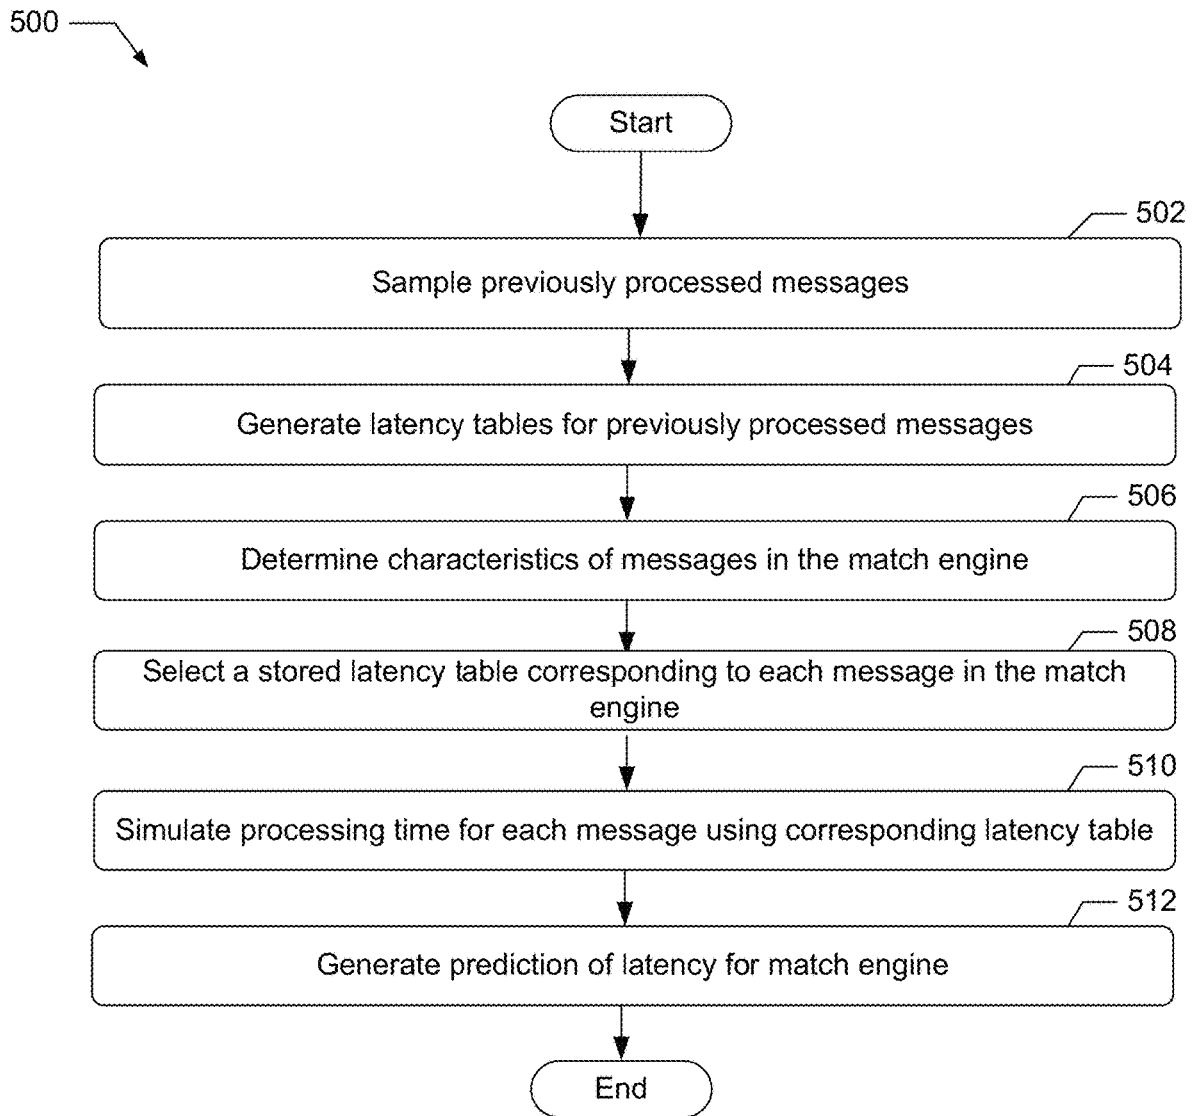 500
Start
502
Sample previously processed messages
504
Generate latency tables for previously processed messages
506
Determine characteristics of messages in the match engine
508
Select a stored latency table corresponding to each message in the match
engine
510
Simulate processing time for each message using corresponding latency table
512
Generate prediction of latency for match engine
End